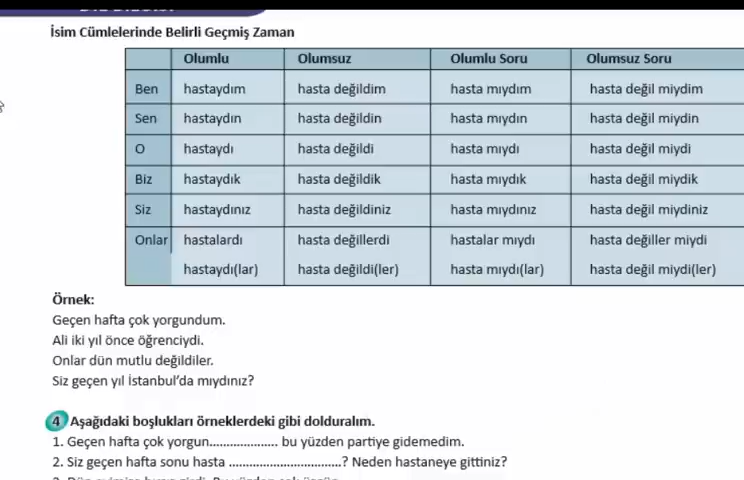 İsim Cümlelerinde Belirli Geçmiş Zaman
Olumlu Olumsuz Olumlu Soru Olumsuz Soru
Ben hastaydım hasta değildim hasta mıydım hasta değil miydim
Sen hastaydın hasta değildin hasta mıydın hasta değil miydin
O hastaydı hasta değildi hasta mıydı hasta değil miydi
Biz hastaydık hasta değildik hasta mıydık hasta değil miydik
Siz hastaydınız hasta değildiniz hasta mıydınız hasta değil miydiniz
Onlar hastalardı hasta değillerdi hastalar mıydı hasta değiller miydi
hastaydı(lar) hasta değildi(ler) hasta mıydı(lar) hasta değil miydi(ler)
Örnek:
Geçen hafta çok yorgundum.
Ali iki yıl önce öğrenciydi.
Onlar dün mutlu değildiler.
Siz geçen yıl İstanbul'da mıydınız?
4 Aşağıdaki boşlukları örneklerdeki gibi dolduralım.
1. Geçen hafta çok yorgun.................... bu yüzden partiye gidemedim.
2. Siz geçen hafta sonu hasta .................................? Neden hastaneye gittiniz?